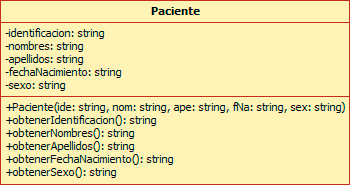 Paciente
-identificacion: string
-nombres: string
-apellidos: string
-fechaNacimiento: string
-sexo: string
+Paciente(ide: string, nom: string, ape: string, fNa: string, sex: string)
+obtenerIdentificacion(): string
+obtenerNombres(): string
+obtenerApellidos(): string
+obtenerFechaNacimiento(): string
+obtenerSexo(): string